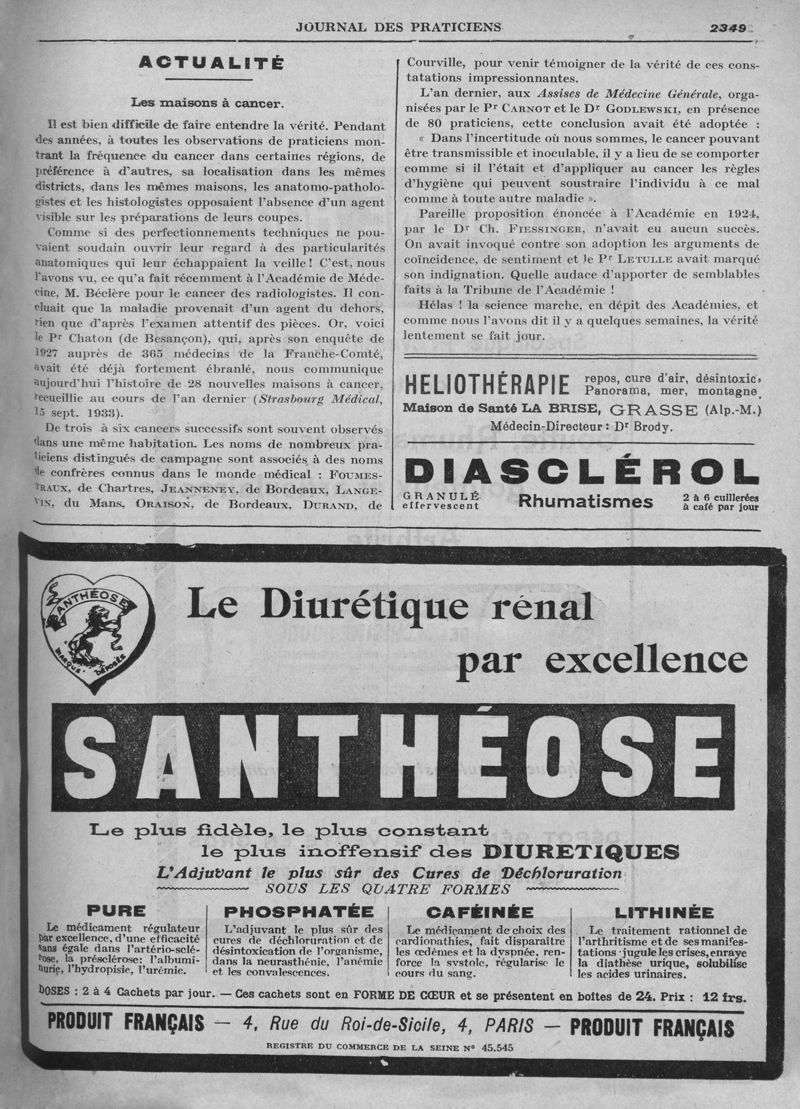 JOURNAL DES PRATICIENS 2349
ACTUALITÉ
Les maisons à cancer.
Il est bien difficile de faire entendre la vérité. Pendant
des années, à toutes les observations de praticiens mon-
trant la fréquence du cancer dans certaines régions, de
préférence à d'autres, sa localisation dans les mêmes
districts, dans les mêmes maisons, les anatomo-patholo-
gistes et les histologistes opposaient l'absence d'un agent
visible sur les préparations de leurs coupes.
Comme si des perfectionnements techniques ne pou-
vaient soudain ouvrir leur regard à des particularités
anatomiques qui leur échappaient la veille ! C'est, nous
l'avons vu, ce qu'a fait récemment à l'Académie de Méde-
cine, M. Béclère pour le cancer des radiologistes. Il con-
cluait que la maladie provenait d'un agent du dehors,
rien que d'après l'examen attentif des pièces. Or, voici
le Pr Chaton (de Besançon), qui, après son enquête de
1927 auprès de 365 médecins de la Franche-Comté,
avait été déjà fortement ébranlé, nous communique
aujourd'hui l'histoire de 28 nouvelles maisons à cancer,
recueillie au cours de l'an dernier (Strasbourg Médical,
15 sept. 1933).
De trois à six cancers successifs sont souvent observés
dans une même habitation. Les noms de nombreux pra-
ticiens distingués de campagne sont associés à des noms
de confrères connus dans le monde médical : FOUMES-
TRAUX, de Chartres, JEANNENEY, de Bordeaux, LANGE-
VIN, du Mans, ORAISON, de Bordeaux, DURAND, de
Courville, pour venir témoigner de la vérité de ces cons-
tatations impressionnantes.
L'an dernier, aux Assises de Médecine Générale, orga-
nisées par le Pr CARNOT et le Dr GODLEWSKI, en présence
de 80 praticiens, cette conclusion avait été adoptée :
« Dans l'incertitude où nous sommes, le cancer pouvant
être transmissible et inoculable, il y a lieu de se comporter
comme si il l'était et d'appliquer au cancer les règles
d'hygiène qui peuvent soustraire l'individu à ce mal
comme à toute autre maladie ».
Pareille proposition énoncée à l'Académie en 1924,
par le Dr Ch. FIESSINGER, n'avait eu aucun succès.
On avait invoqué contre son adoption les arguments de
coïncidence, de sentiment et le Pr LETULLE avait marqué
son indignation. Quelle audace d'apporter de semblables
faits à la Tribune de l'Académie !
Hélas ! la science marche, en dépit des Académies, et
comme nous l'avons dit il y a quelques semaines, la vérité
lentement se fait jour.
HELIOTHÉRAPIE repos, cure d'air, désintoxic,
Panorama, mer, montagne,
Maison de Santé LA BRISE, GRASSE (Alp.-M.)
Médecin-Directeur : Dr Brody.
DIASCLÉROL
GRANULÉ effervescent Rhumatismes 2 à 6 cuillerées à café par jour
SANTHÉOSE
MARQUE DÉPOSÉE
Le Diurétique rénal
par excellence
SANTHÉOSE
Le plus fidèle, le plus constant
le plus inoffensif des DIURETIQUES
L'Adjuvant le plus sûr des Cures de Déchloruration
SOUS LES QUATRE FORMES
PURE
Le médicament régulateur
par excellence, d'une efficacité
sans égale dans l'artério-sclé-
rose, la présclérose: l'albumi-
nurie, l'hydropisie, l'urémie.
PHOSPHATÉE
L'adjuvant le plus sûr des
cures de déchloruration et de
désintoxication de l'organisme,
dans la neurasthénie, l'anémie
et les convalescences.
CAFÉINÉE
Le médicament de choix des
cardionathies, fait disparaître
les œdèmes et la dyspnée, ren-
force la systole, régularise le
cours du sang.
LITHINÉE
Le traitement rationnel de
l'arthritisme et de ses manifes-
tations jugule les crises, enraye
la diathèse urique, solubilise
les acides urinaires.
DOSES : 2 à 4 Cachets par jour. — Ces cachets sont en FORME DE CŒUR et se présentent en boîtes de 24. Prix : 12 frs.
PRODUIT FRANÇAIS — 4, Rue du Roi-de-Sicile, 4, PARIS — PRODUIT FRANÇAIS
REGISTRE DU COMMERCE DE LA SEINE N° 45.545